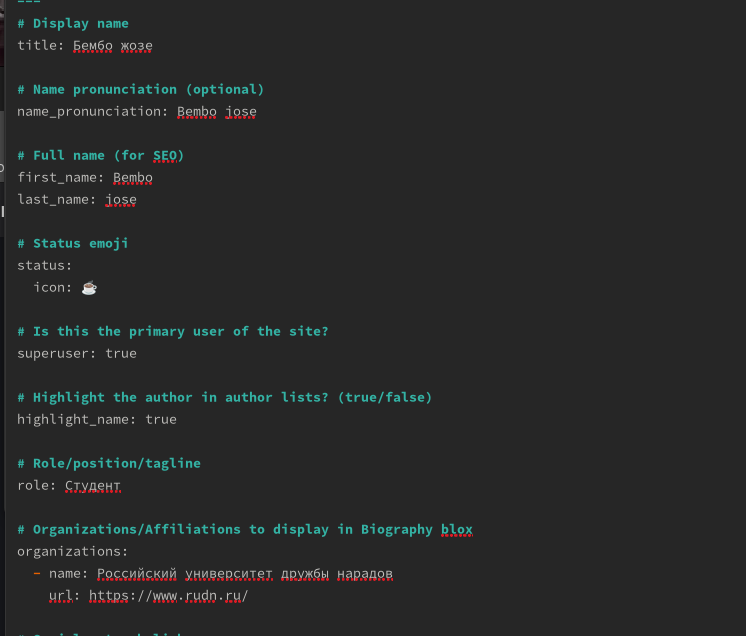 # Display name
title: Бембо жозе
# Name pronunciation (optional)
name_pronunciation: Bembo jose
# Full name (for SEO)
first_name: Bembo
last_name: jose
# Status emoji
status:
icon: ☕
# Is this the primary user of the site?
superuser: true
# Highlight the author in author lists? (true/false)
highlight_name: true
# Role/position/tagline
role: Студент
# Organizations/Affiliations to display in Biography blox
organizations:
- name: Российский университет дружбы нарадов
url: https://www.rudn.ru/